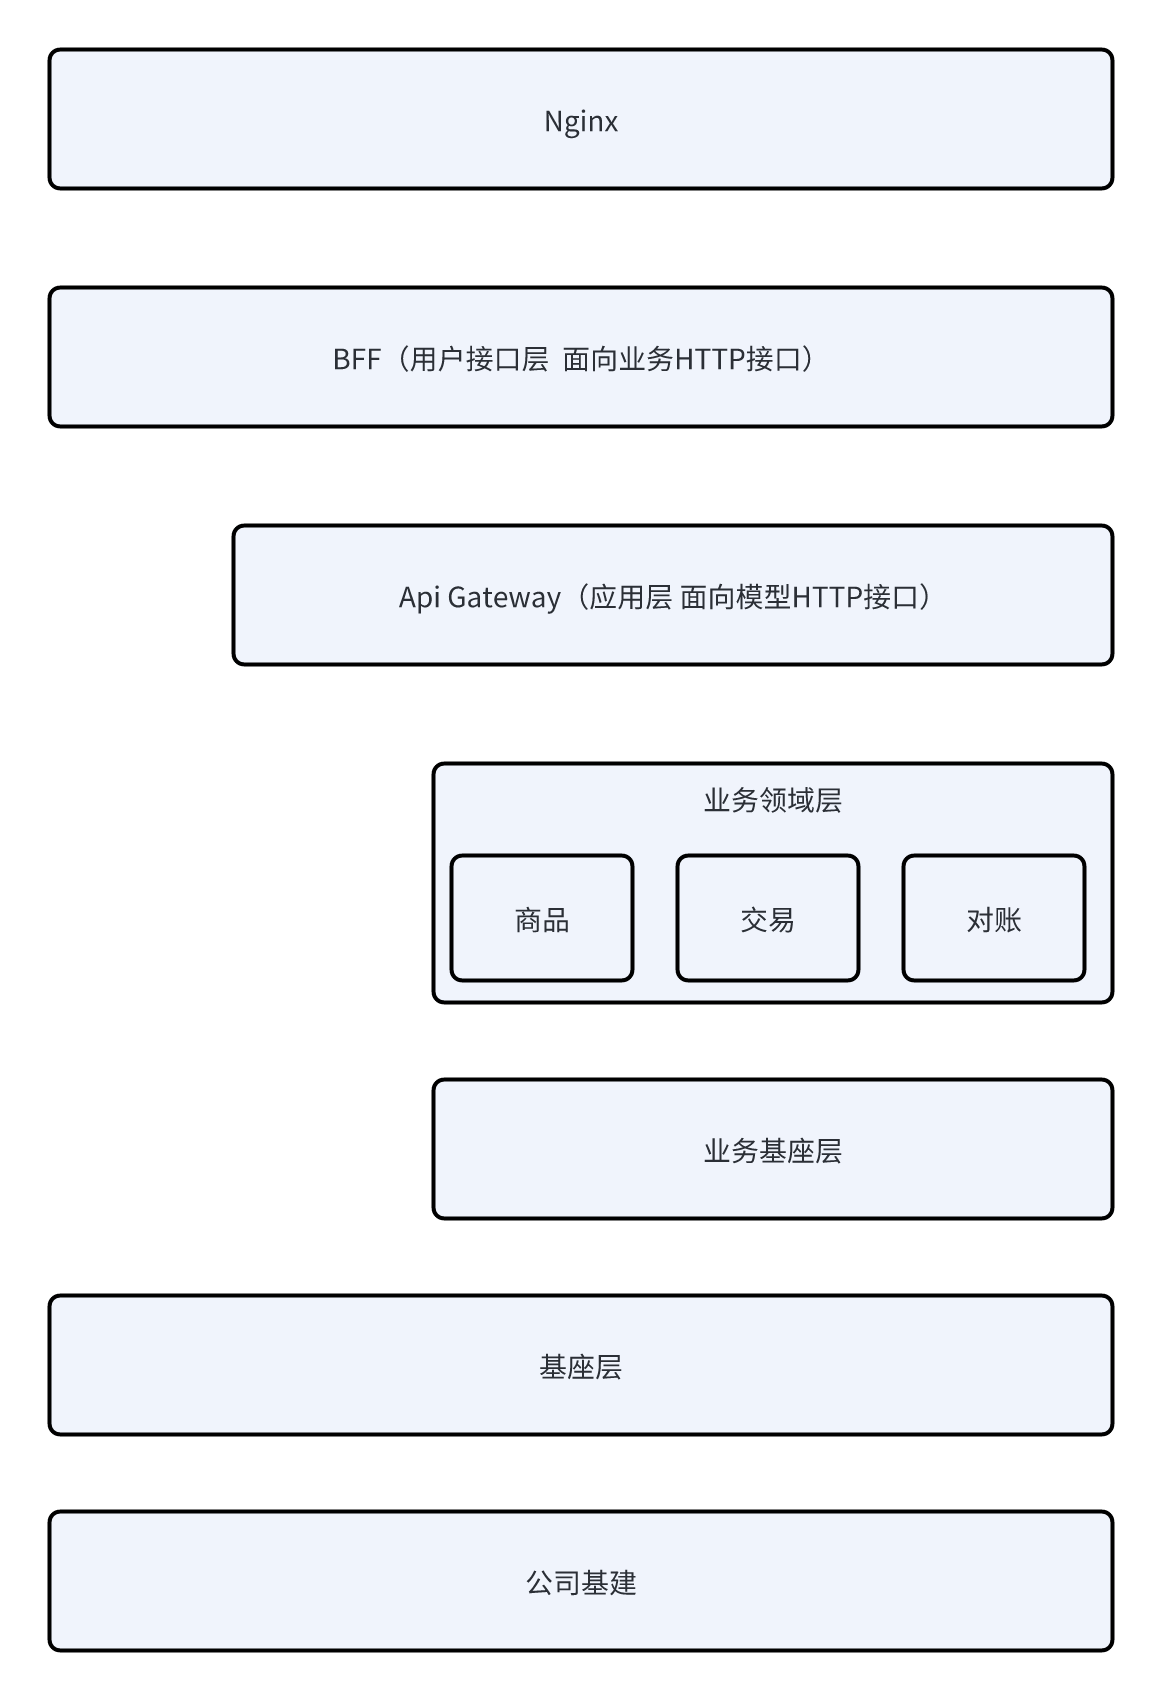 Nginx
BFF（用户接口层 面向业务HTTP接口）
Api Gateway（应用层 面向模型HTTP接口）
业务领域层
商品
交易
对账
业务基座层
基座层
公司基建